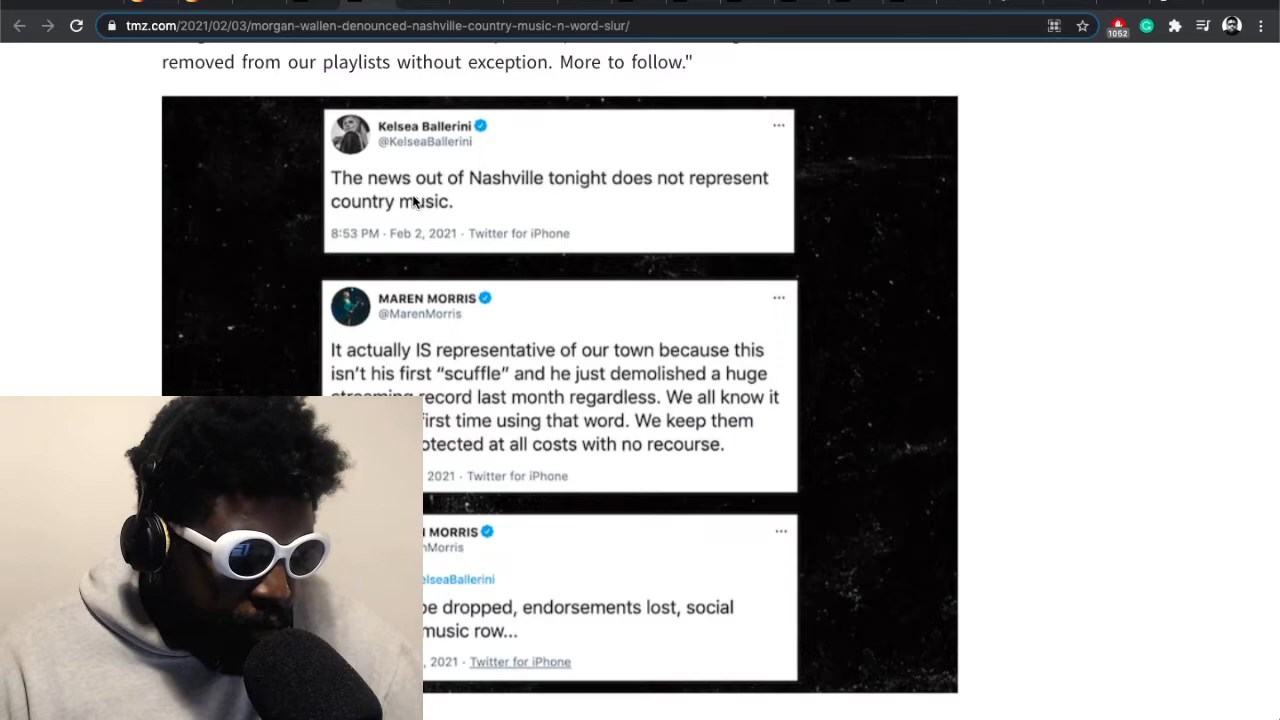 tmz.com/2021/02/03/morgan-wallen-denounced-nashville-country-music-n-word-slur/
1052
removed from our playlists without exception. More to follow."
Kelsea Ballerini
@KelseaBallerini
The news out of Nashville tonight does not represent
country music.
8:53 PM · Feb 2, 2021 · Twitter for iPhone
MAREN MORRIS
@MarenMorris
It actually IS representative of our town because this
isn't his first "scuffle" and he just demolished a huge
streaming record last month regardless. We all know it
first time using that word. We keep them
otected at all costs with no recourse.
2021 · Twitter for iPhone
MORRIS
nMorris
elseaBallerini
be dropped, endorsements lost, social
music row...
, 2021 · Twitter for iPhone